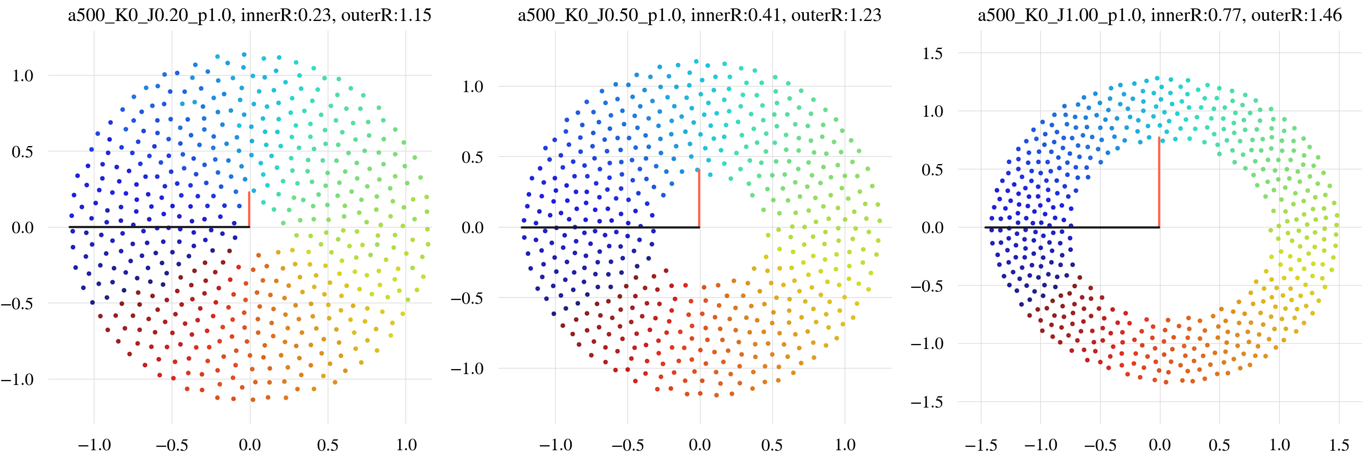 a500_K0_J0.20_p1.0, innerR:0.23, outerR:1.15
1.0
0.5
0.0
−0.5
−1.0
−1.0 −0.5 0.0 0.5 1.0
a500_K0_J0.50_p1.0, innerR:0.41, outerR:1.23
1.0
0.5
0.0
−0.5
−1.0
−1.0 −0.5 0.0 0.5 1.0
a500_K0_J1.00_p1.0, innerR:0.77, outerR:1.46
1.5
1.0
0.5
0.0
−0.5
−1.0
−1.5
−1.5 −1.0 −0.5 0.0 0.5 1.0 1.5